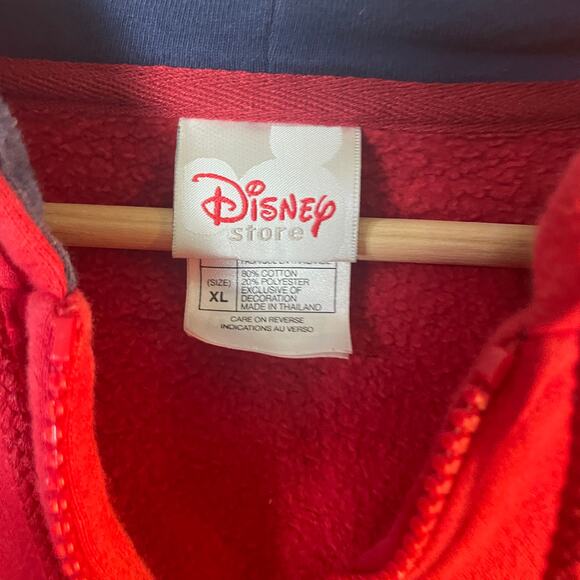 Disney
store
(SIZE)
XL
80% COTTON
20% POLYESTER
EXCLUSIVE OF
DECORATION
MADE IN THAILAND
CARE ON REVERSE
INDICATIONS AU VERSO